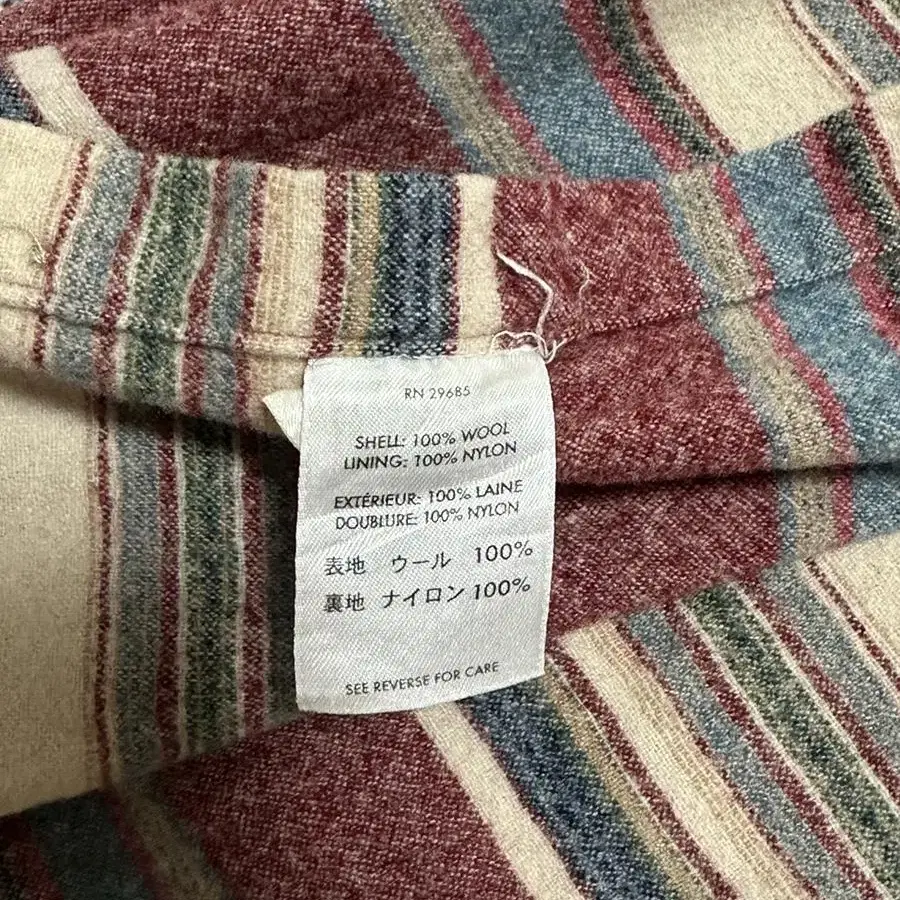 RN 29685
SHELL: 100% WOOL
LINING: 100% NYLON
EXTÉRIEUR: 100% LAINE
DOUBLURE: 100% NYLON
表地 ウール 100%
裏地 ナイロン 100%
SEE REVERSE FOR CARE